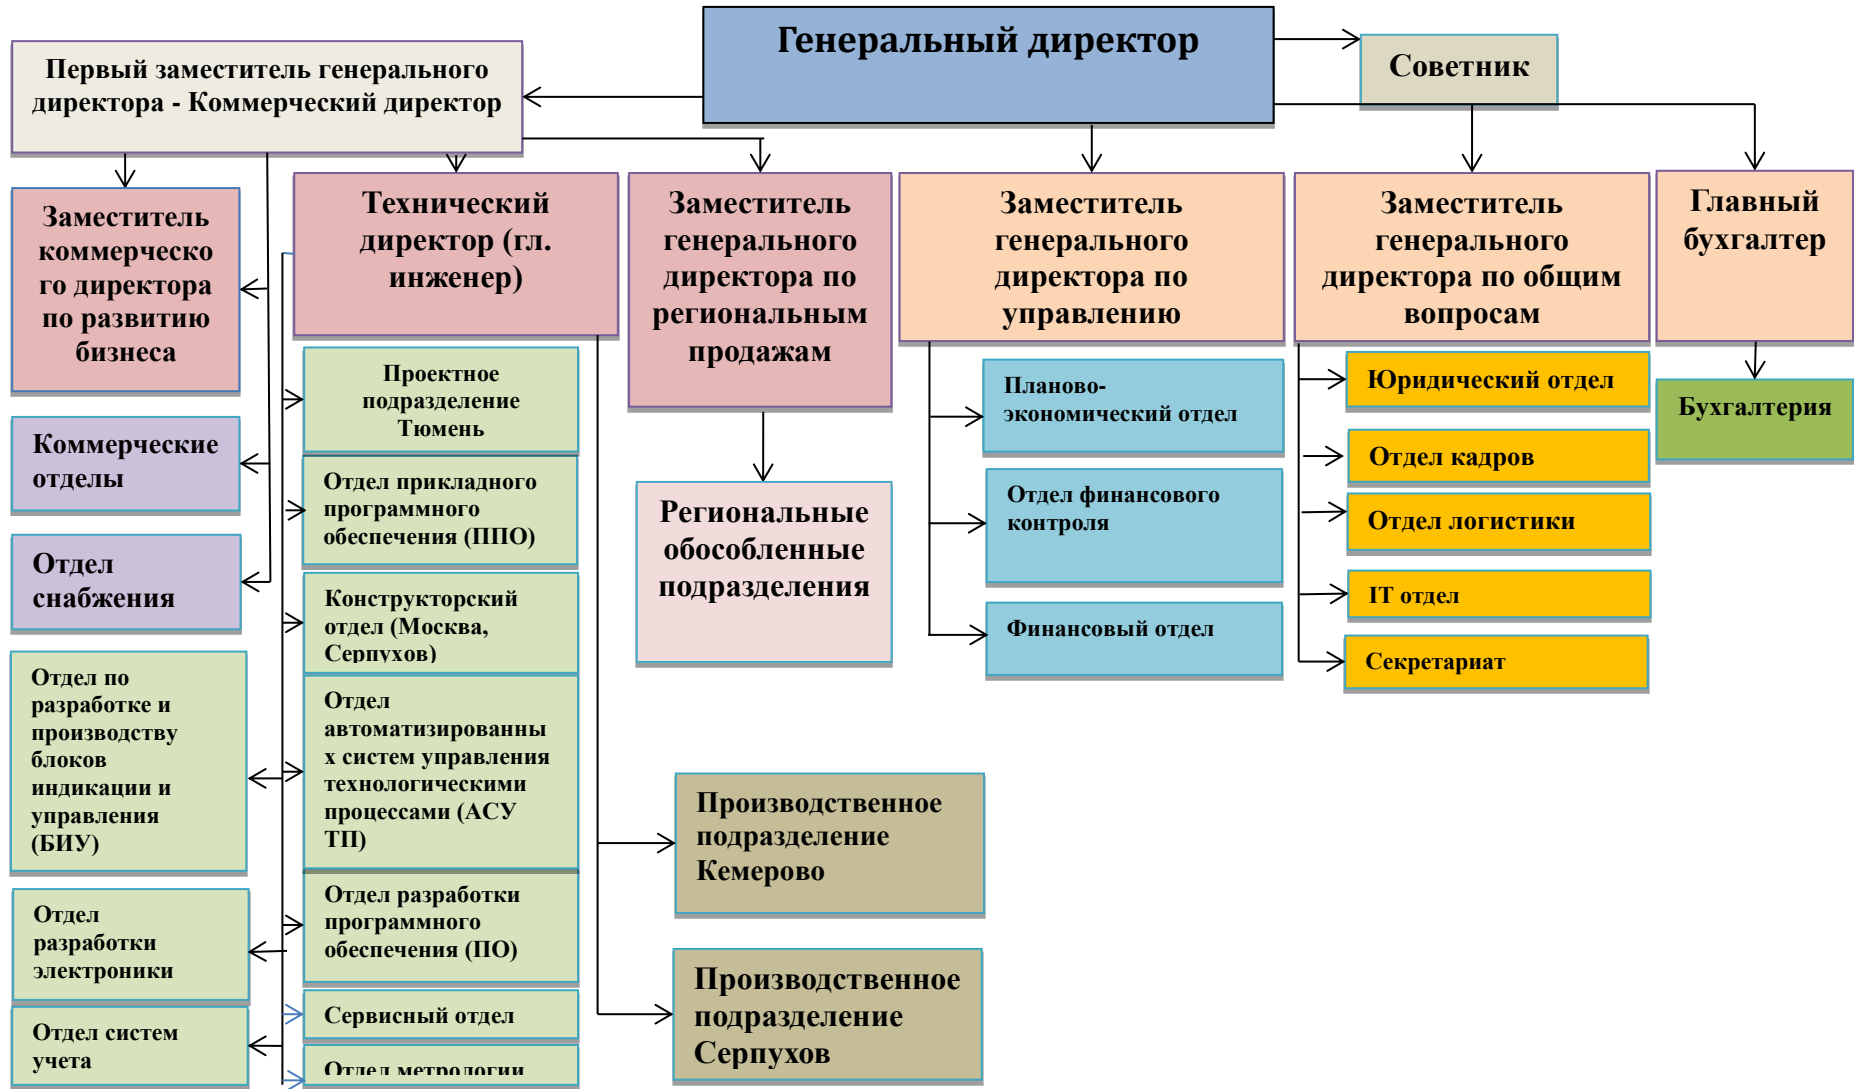 Генеральный директор
Советник
Первый заместитель генерального
директора - Коммерческий директор
Заместитель
коммерческо
го директора
по развитию
бизнеса
Технический
директор (гл.
инженер)
Заместитель
генерального
директора по
региональным
продажам
Заместитель
генерального
директора по
управлению
Заместитель
генерального
директора по общим
вопросам
Главный
бухгалтер
Коммерческие
отделы
Отдел
снабжения
Отдел по
разработке и
производству
блоков
индикации и
управления
(БИУ)
Отдел
разработки
электроники
Отдел систем
учета
Проектное
подразделение
Тюмень
Отдел прикладного
программного
обеспечения (ППО)
Конструкторский
отдел (Москва,
Серпухов)
Отдел
автоматизированны
х систем управления
технологическими
процессами (АСУ
ТП)
Отдел разработки
программного
обеспечения (ПО)
Сервисный отдел
Отдел метрологии
Региональные
обособленные
подразделения
Производственное
подразделение
Кемерово
Производственное
подразделение
Серпухов
Планово-
экономический отдел
Отдел финансового
контроля
Финансовый отдел
Юридический отдел
Отдел кадров
Отдел логистики
IT отдел
Секретариат
Бухгалтерия